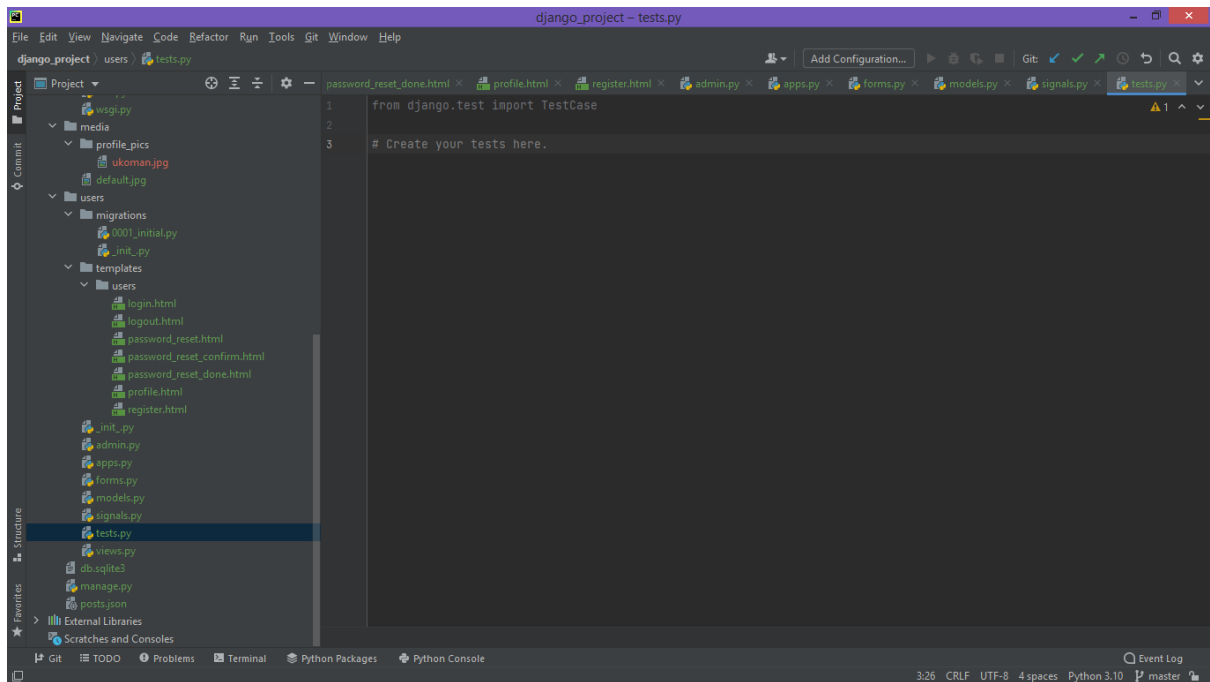 django_project – tests.py
File Edit View Navigate Code Refactor Run Tools Git Window Help
django_project users tests.py
Add Configuration...
Git:
Project
password_reset_done.html
profile.html
register.html
admin.py
apps.py
forms.py
models.py
signals.py
tests.py
Project
Commit
Structure
Favorites
wsgi.py
media
profile_pics
ukoman.jpg
default.jpg
users
migrations
0001_initial.py
_init_.py
templates
users
login.html
logout.html
password_reset.html
password_reset_confirm.html
password_reset_done.html
profile.html
register.html
_init_.py
admin.py
apps.py
forms.py
models.py
signals.py
tests.py
views.py
db.sqlite3
manage.py
posts.json
External Libraries
Scratches and Consoles
1 from django.test import TestCase
2
3 # Create your tests here.
1
Git TODO Problems Terminal Python Packages Python Console Event Log
3:26 CRLF UTF-8 4 spaces Python 3.10 master